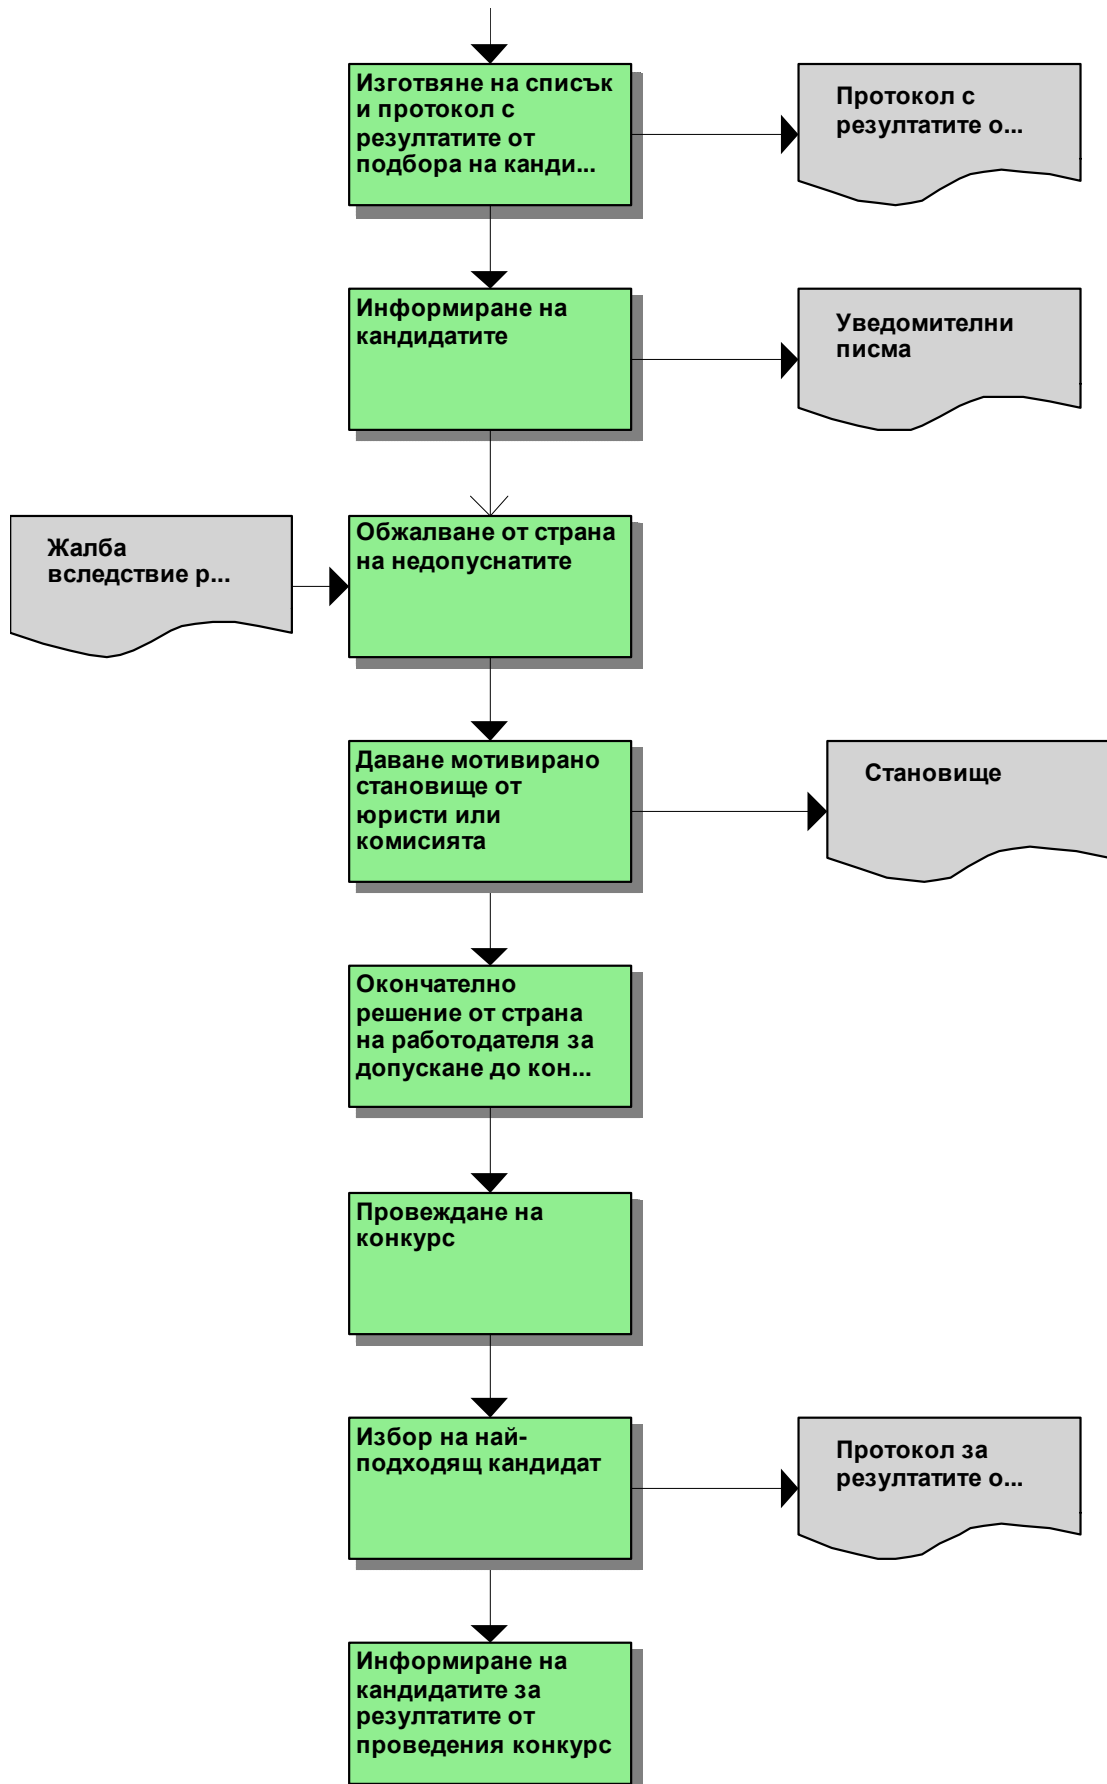 Изготвяне на списък
и протокол с
резултатите от
подбора на канди...
Протокол с
резултатите о...
Информиране на
кандидатите
Уведомителни
писма
Жалба
вследствие р...
Обжалване от страна
на недопуснатите
Даване мотивирано
становище от
юристи или
комисията
Становище
Окончателно
решение от страна
на работодателя за
допускане до кон...
Провеждане на
конкурс
Избор на най-
подходящ кандидат
Протокол за
резултатите о...
Информиране на
кандидатите за
резултатите от
проведения конкурс